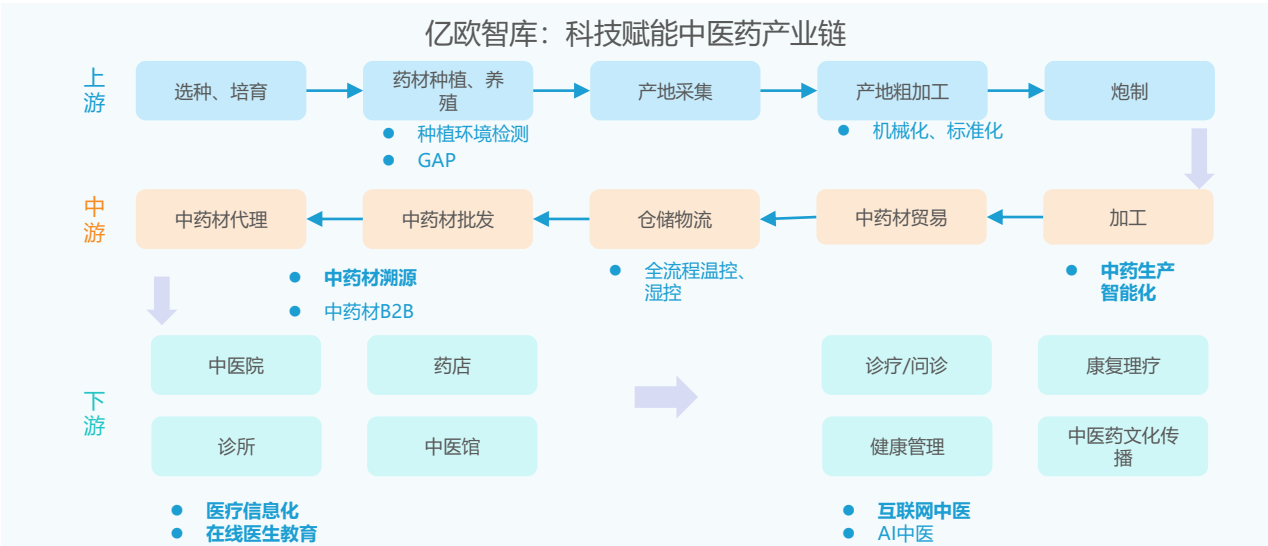 亿欧智库：科技赋能中医药产业链
上
游
选种、培育
药材种植、养
殖
产地采集
产地粗加工
炮制
种植环境检测
GAP
机械化、标准化
中
游
中药材代理
中药材批发
仓储物流
中药材贸易
加工
中药材溯源
中药材B2B
全流程温控、
湿控
中药生产
智能化
下
游
中医院
药店
诊疗/问诊
康复理疗
诊所
中医馆
健康管理
中医药文化传
播
医疗信息化
在线医生教育
互联网中医
AI中医